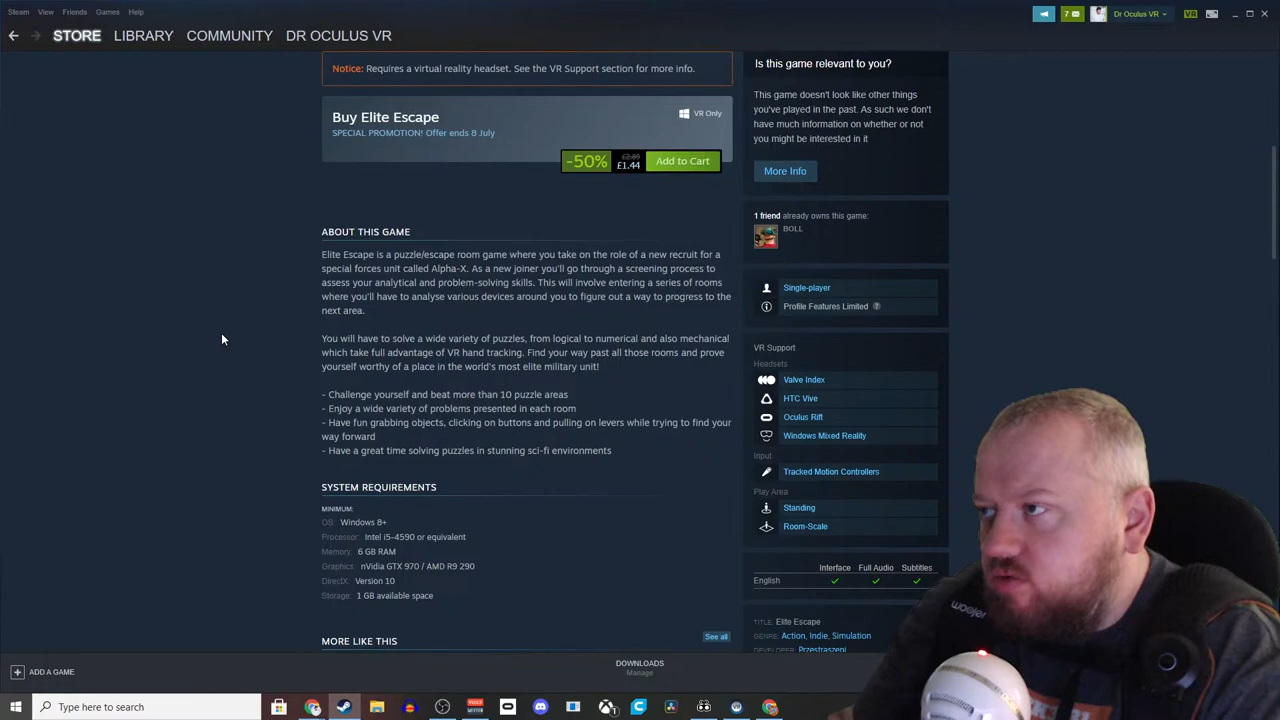 Steam View Friends Games Help
7
Dr Oculus VR
VR
STORE LIBRARY COMMUNITY DR OCULUS VR
Notice: Requires a virtual reality headset. See the VR Support section for more info.
Buy Elite Escape
VR Only
SPECIAL PROMOTION! Offer ends 8 July
-50% £2.89 £1.44 Add to Cart
ABOUT THIS GAME
Elite Escape is a puzzle/escape room game where you take on the role of a new recruit for a
special forces unit called Alpha-X. As a new joiner you'll go through a screening process to
assess your analytical and problem-solving skills. This will involve entering a series of rooms
where you'll have to analyse various devices around you to figure out a way to progress to the
next area.
You will have to solve a wide variety of puzzles, from logical to numerical and also mechanical
which take full advantage of VR hand tracking. Find your way past all those rooms and prove
yourself worthy of a place in the world's most elite military unit!
- Challenge yourself and beat more than 10 puzzle areas
- Enjoy a wide variety of problems presented in each room
- Have fun grabbing objects, clicking on buttons and pulling on levers while trying to find your
way forward
- Have a great time solving puzzles in stunning sci-fi environments
SYSTEM REQUIREMENTS
MINIMUM:
OS: Windows 8+
Processor: Intel i5-4590 or equivalent
Memory: 6 GB RAM
Graphics: nVidia GTX 970 / AMD R9 290
DirectX: Version 10
Storage: 1 GB available space
MORE LIKE THIS
See all
Is this game relevant to you?
This game doesn't look like other things
you've played in the past. As such we don't
have much information on whether or not
you might be interested in it
More Info
1 friend already owns this game:
BOLL
Single-player
Profile Features Limited ?
VR Support
Headsets
Valve Index
HTC Vive
Oculus Rift
Windows Mixed Reality
Input
Tracked Motion Controllers
Play Area
Standing
Room-Scale
Interface Full Audio Subtitles
English
TITLE: Elite Escape
GENRE: Action, Indie, Simulation
DEVELOPER: Przestraszeni
woojer
ADD A GAME
DOWNLOADS
Manage
Type here to search